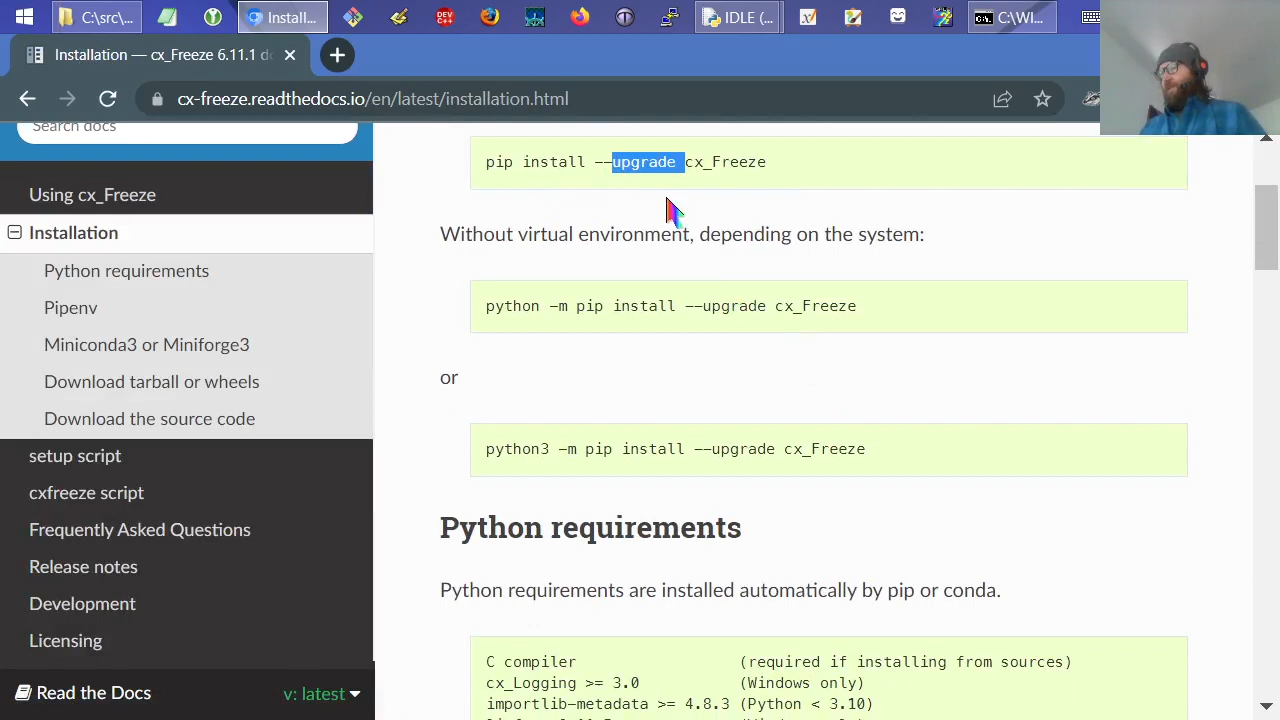 C:\src\...
Install...
DEV C++
IDLE (...
C:\WI...
Installation — cx_Freeze 6.11.1 d
cx-freeze.readthedocs.io/en/latest/installation.html
Search docs
Using cx_Freeze
Installation
Python requirements
Pipenv
Miniconda3 or Miniforge3
Download tarball or wheels
Download the source code
setup script
cxfreeze script
Frequently Asked Questions
Release notes
Development
Licensing
Read the Docs
v: latest
pip install --upgrade cx_Freeze
Without virtual environment, depending on the system:
python -m pip install --upgrade cx_Freeze
or
python3 -m pip install --upgrade cx_Freeze
Python requirements
Python requirements are installed automatically by pip or conda.
C compiler (required if installing from sources)
cx_Logging >= 3.0 (Windows only)
importlib-metadata >= 4.8.3 (Python < 3.10)